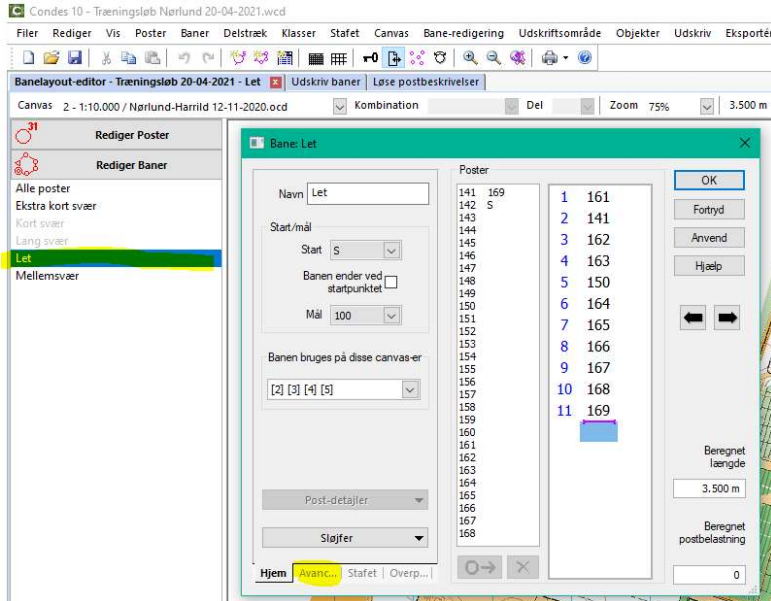 Condes 10 - Træningsløb Nørlund 20-04-2021.wcd
Filer Rediger Vis Poster Baner Delstræk Klasser Stafet Canvas Bane-redigering Udskriftsområde Objekter Udskriv Eksportér
Banelayout-editor - Træningsløb 20-04-2021 - Let Udskriv baner Løse postbeskrivelser
Canvas 2 - 1:10.000 / Nørlund-Harrild 12-11-2020.ocd Kombination Del Zoom 75% 3.500 m
31
Rediger Poster
Rediger Baner
Alle poster
Ekstra kort svær
Kort svær
Lang svær
Let
Mellemsvær
Bane: Let
Navn Let
Start/mål
Start S
Banen ender ved
startpunktet
Mål 100
Banen bruges på disse canvas-er
[2] [3] [4] [5]
Post-detaljer
Sløjfer
Hjem Avanc... Stafet Overp...
Poster
141 169
142 S
143
144
145
146
147
148
149
150
151
152
153
154
155
156
157
158
159
160
161
162
163
164
165
166
167
168
1 161
2 141
3 162
4 163
5 150
6 164
7 165
8 166
9 167
10 168
11 169
OK
Fortryd
Anvend
Hjælp
Beregnet
længde
3.500 m
Beregnet
postbelastning
0